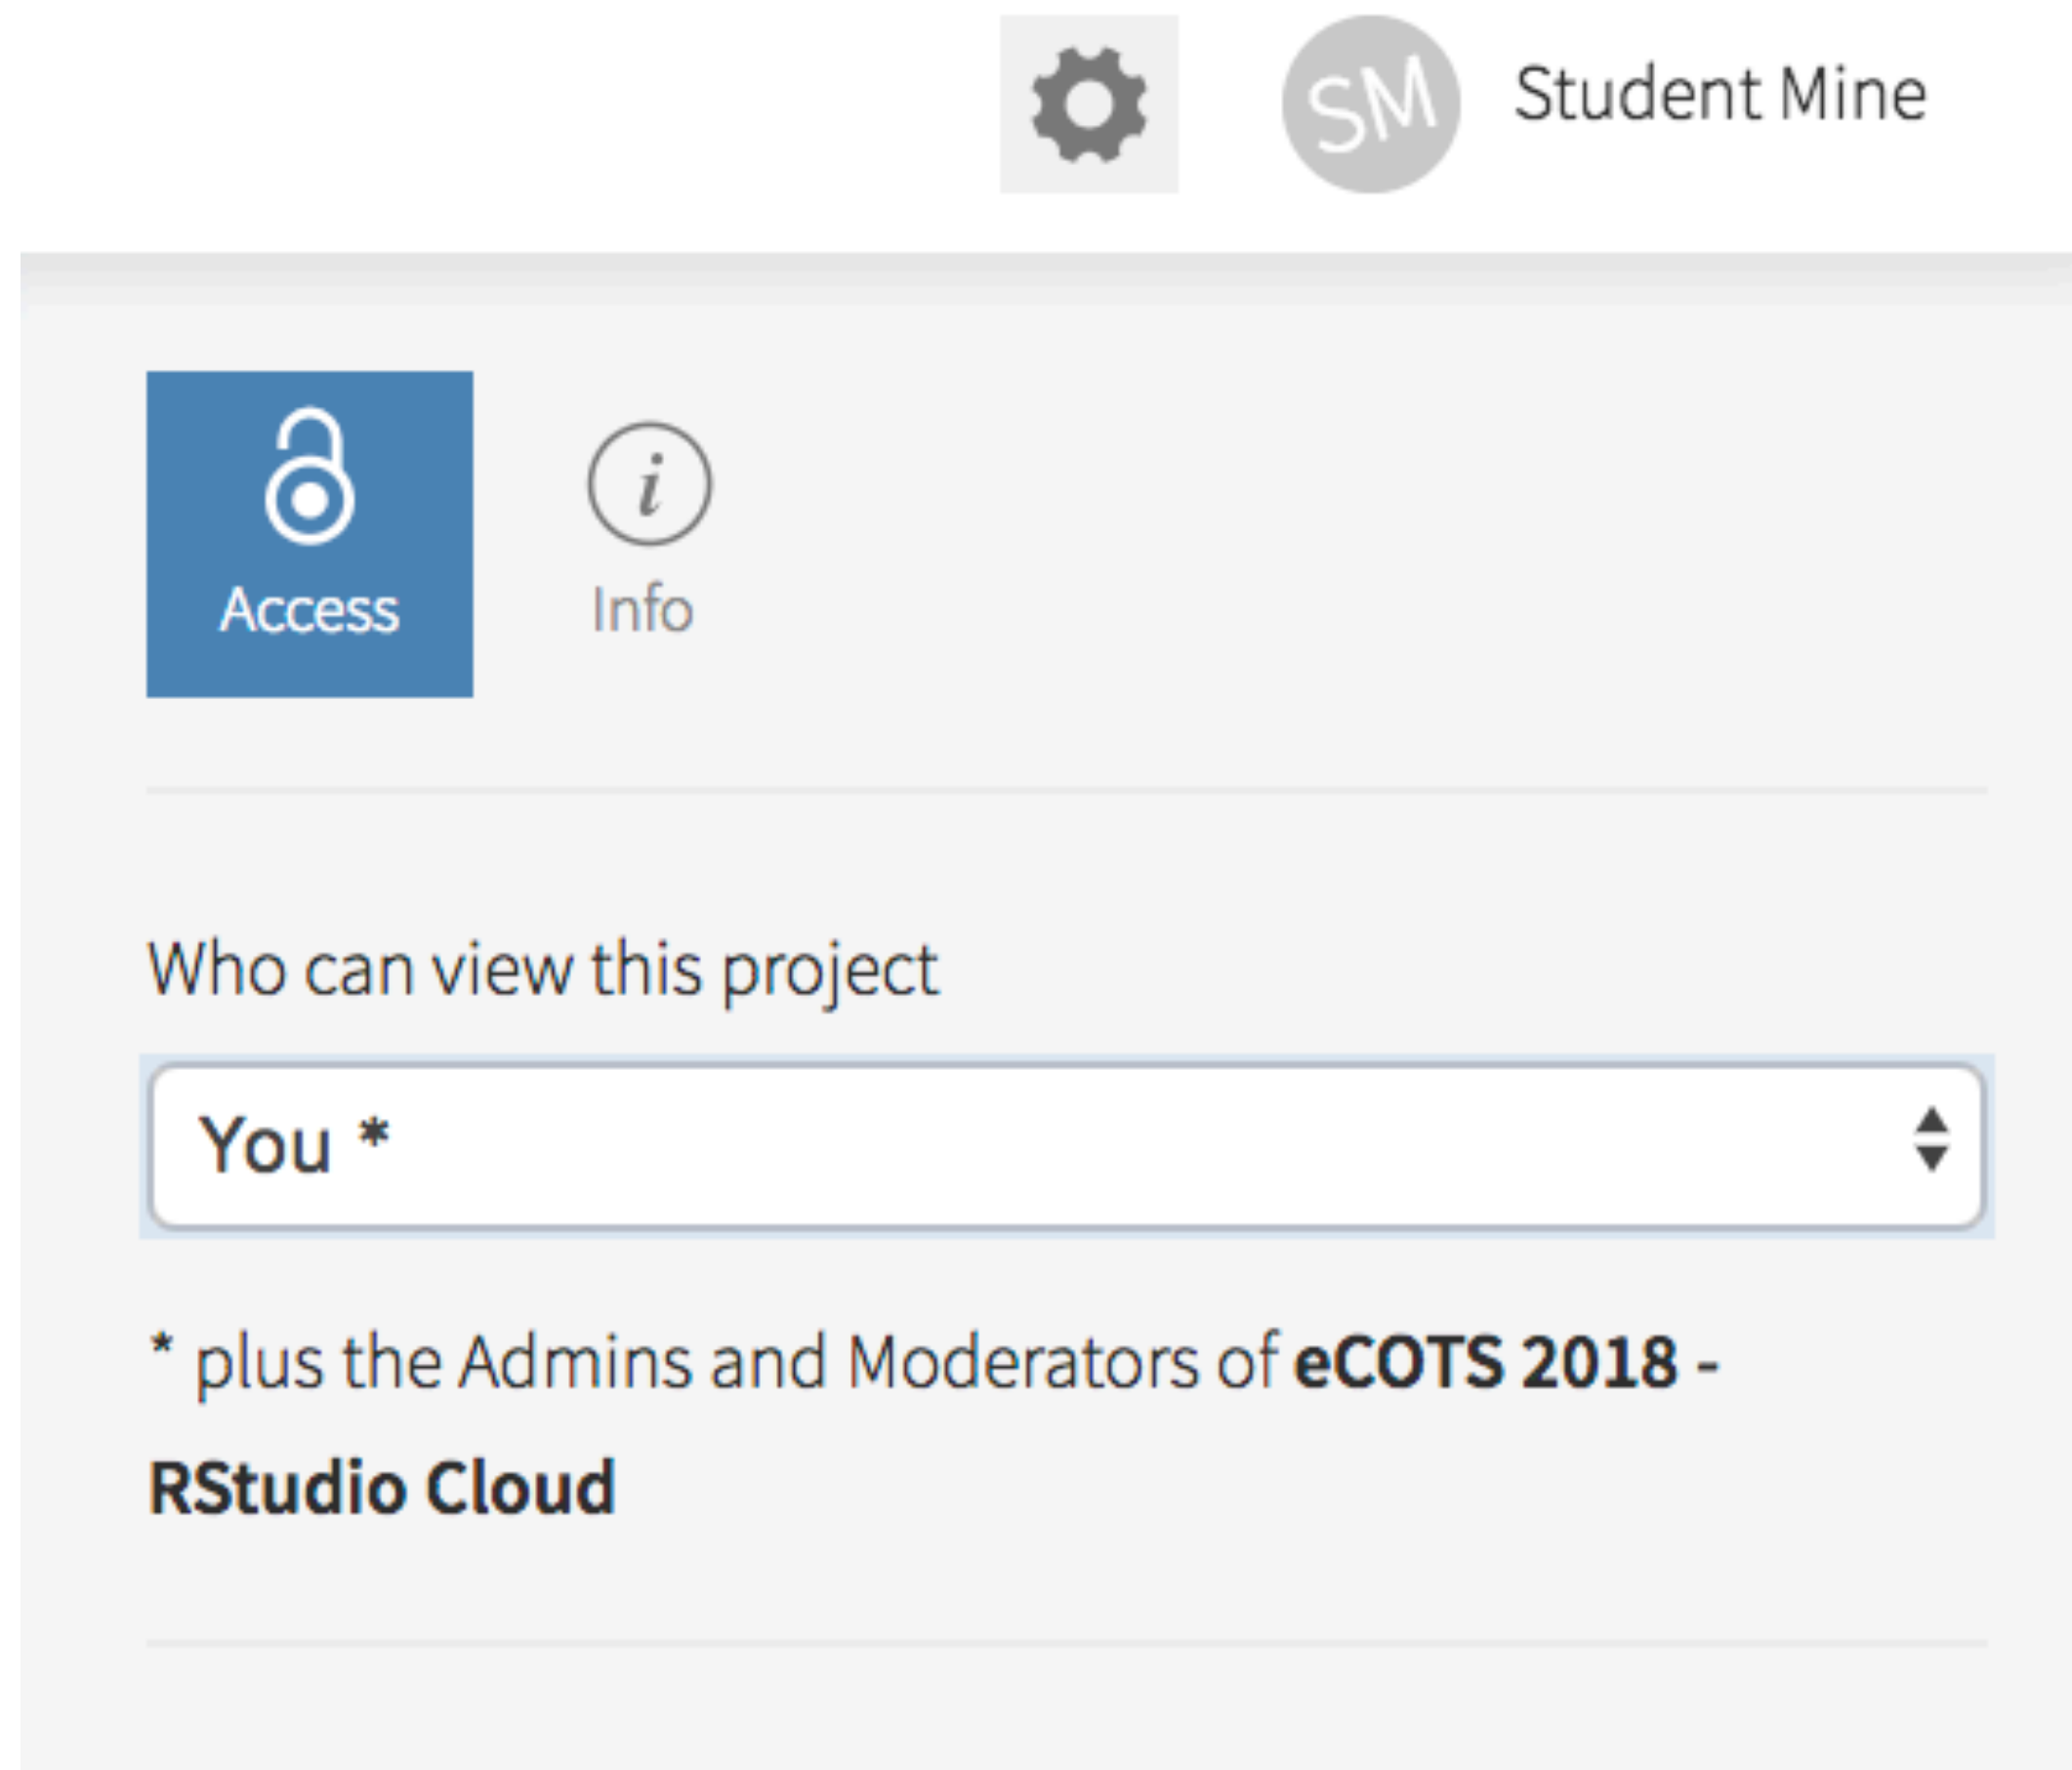 SM Student Mine
i
Access Info
Who can view this project
You *
* plus the Admins and Moderators of eCOTS 2018 -
RStudio Cloud